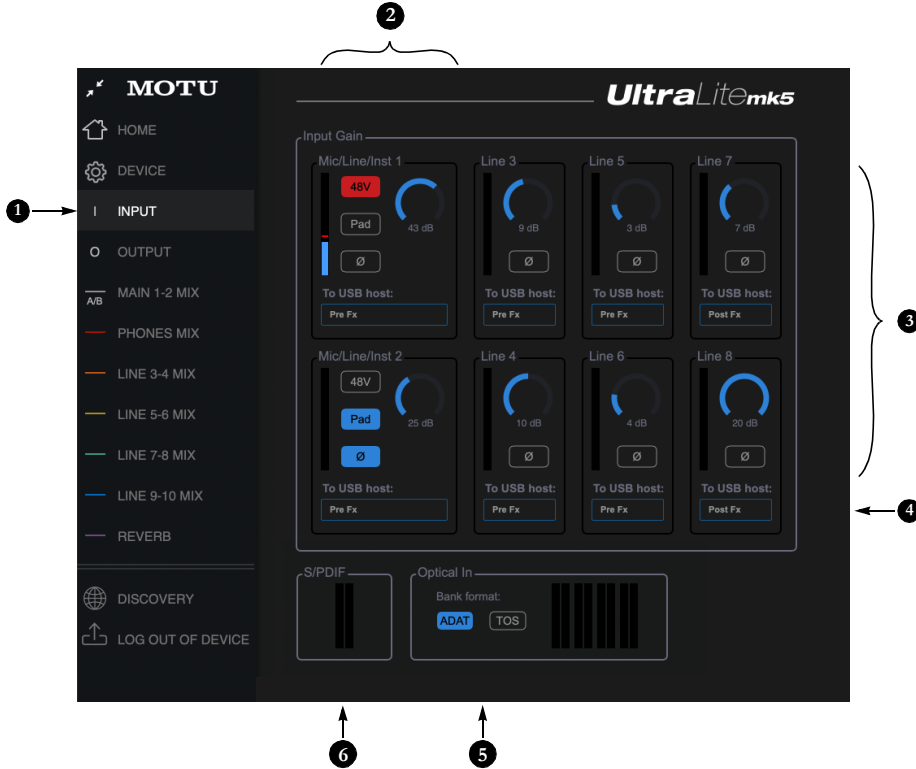 2
MOTU
UltraLite mk5
HOME
Input Gain
Mic/Line/Inst 1
Line 3
Line 5
Line 7
DEVICE
48V
1
I INPUT
Pad
43 dB
9 dB
3 dB
7 dB
O OUTPUT
Ø
Ø
Ø
Ø
A/B MAIN 1-2 MIX
To USB host:
To USB host:
To USB host:
To USB host:
Pre Fx
Pre Fx
Pre Fx
Post Fx
3
PHONES MIX
Mic/Line/Inst 2
Line 4
Line 6
Line 8
LINE 3-4 MIX
48V
LINE 5-6 MIX
Pad
25 dB
10 dB
4 dB
20 dB
LINE 7-8 MIX
Ø
Ø
Ø
Ø
LINE 9-10 MIX
To USB host:
To USB host:
To USB host:
To USB host:
Pre Fx
Pre Fx
Pre Fx
Post Fx
4
REVERB
S/PDIF
Optical In
DISCOVERY
Bank format:
ADAT
TOS
LOG OUT OF DEVICE
6
5